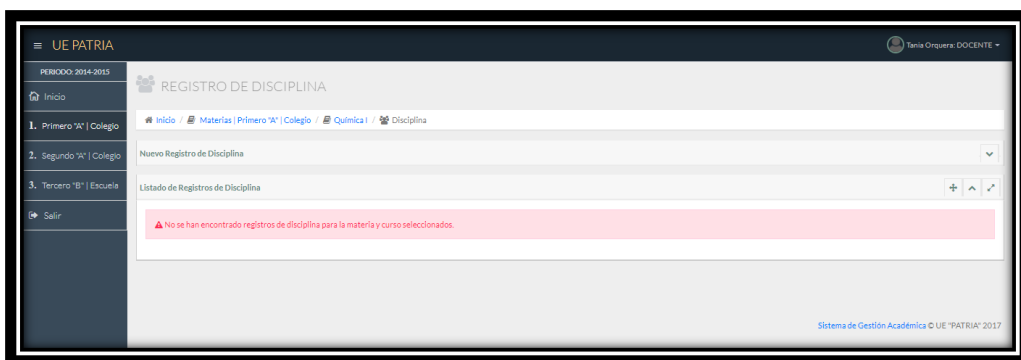 UE PATRIA
Tania Orquera: DOCENTE
PERIODO: 2014-2015
Inicio
1. Primero "A" | Colegio
2. Segundo "A" | Colegio
3. Tercero "B" | Escuela
Salir
REGISTRO DE DISCIPLINA
Inicio / Materias | Primero "A" | Colegio / Química I / Disciplina
Nuevo Registro de Disciplina
Listado de Registros de Disciplina
No se han encontrado registros de disciplina para la materia y curso seleccionados.
Sistema de Gestión Académica © UE "PATRIA" 2017